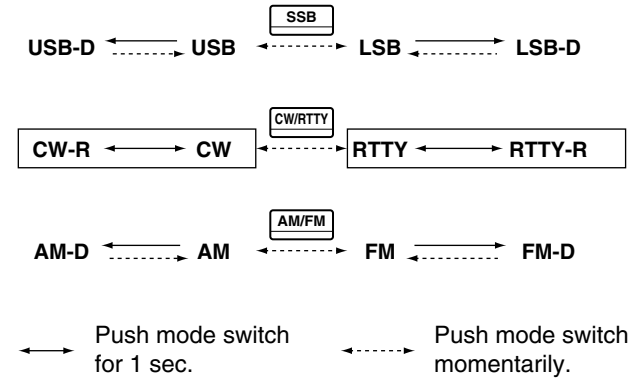 SSB
USB-D USB LSB LSB-D
CW/RTTY
CW-R CW RTTY RTTY-R
AM/FM
AM-D AM FM FM-D
Push mode switch for 1 sec.
Push mode switch momentarily.